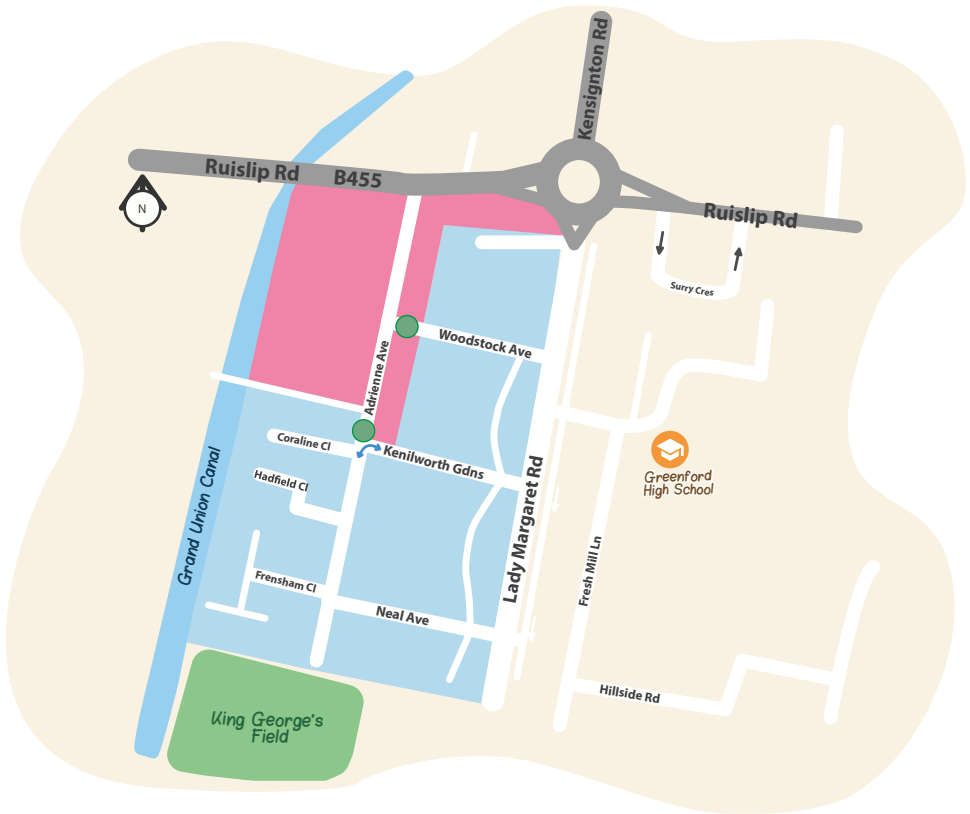 Kensignton Rd
Ruislip Rd
B455
N
Ruislip Rd
Surry Cres
Woodstock Ave
Adrienne Ave
Coraline Cl
Kenilworth Gdns
Greenford
High School
Hadfield Cl
Grand Union Canal
Lady Margaret Rd
Fresh Mill Ln
Frensham Cl
Neal Ave
Hillside Rd
King George's
Field